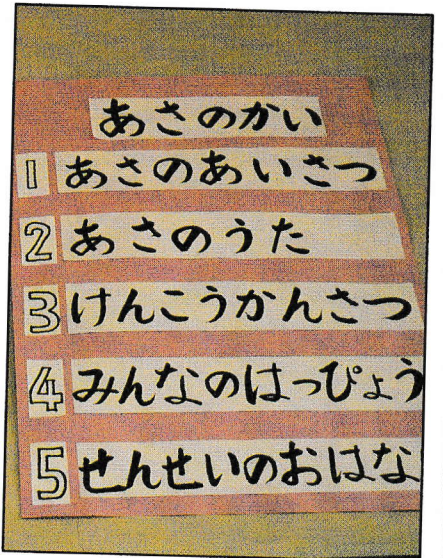 あさのかい
1 あさのあいさつ
2 あさのうた
3 けんこうかんさつ
4 みんなのはっぴょう
5 せんせいのおはな